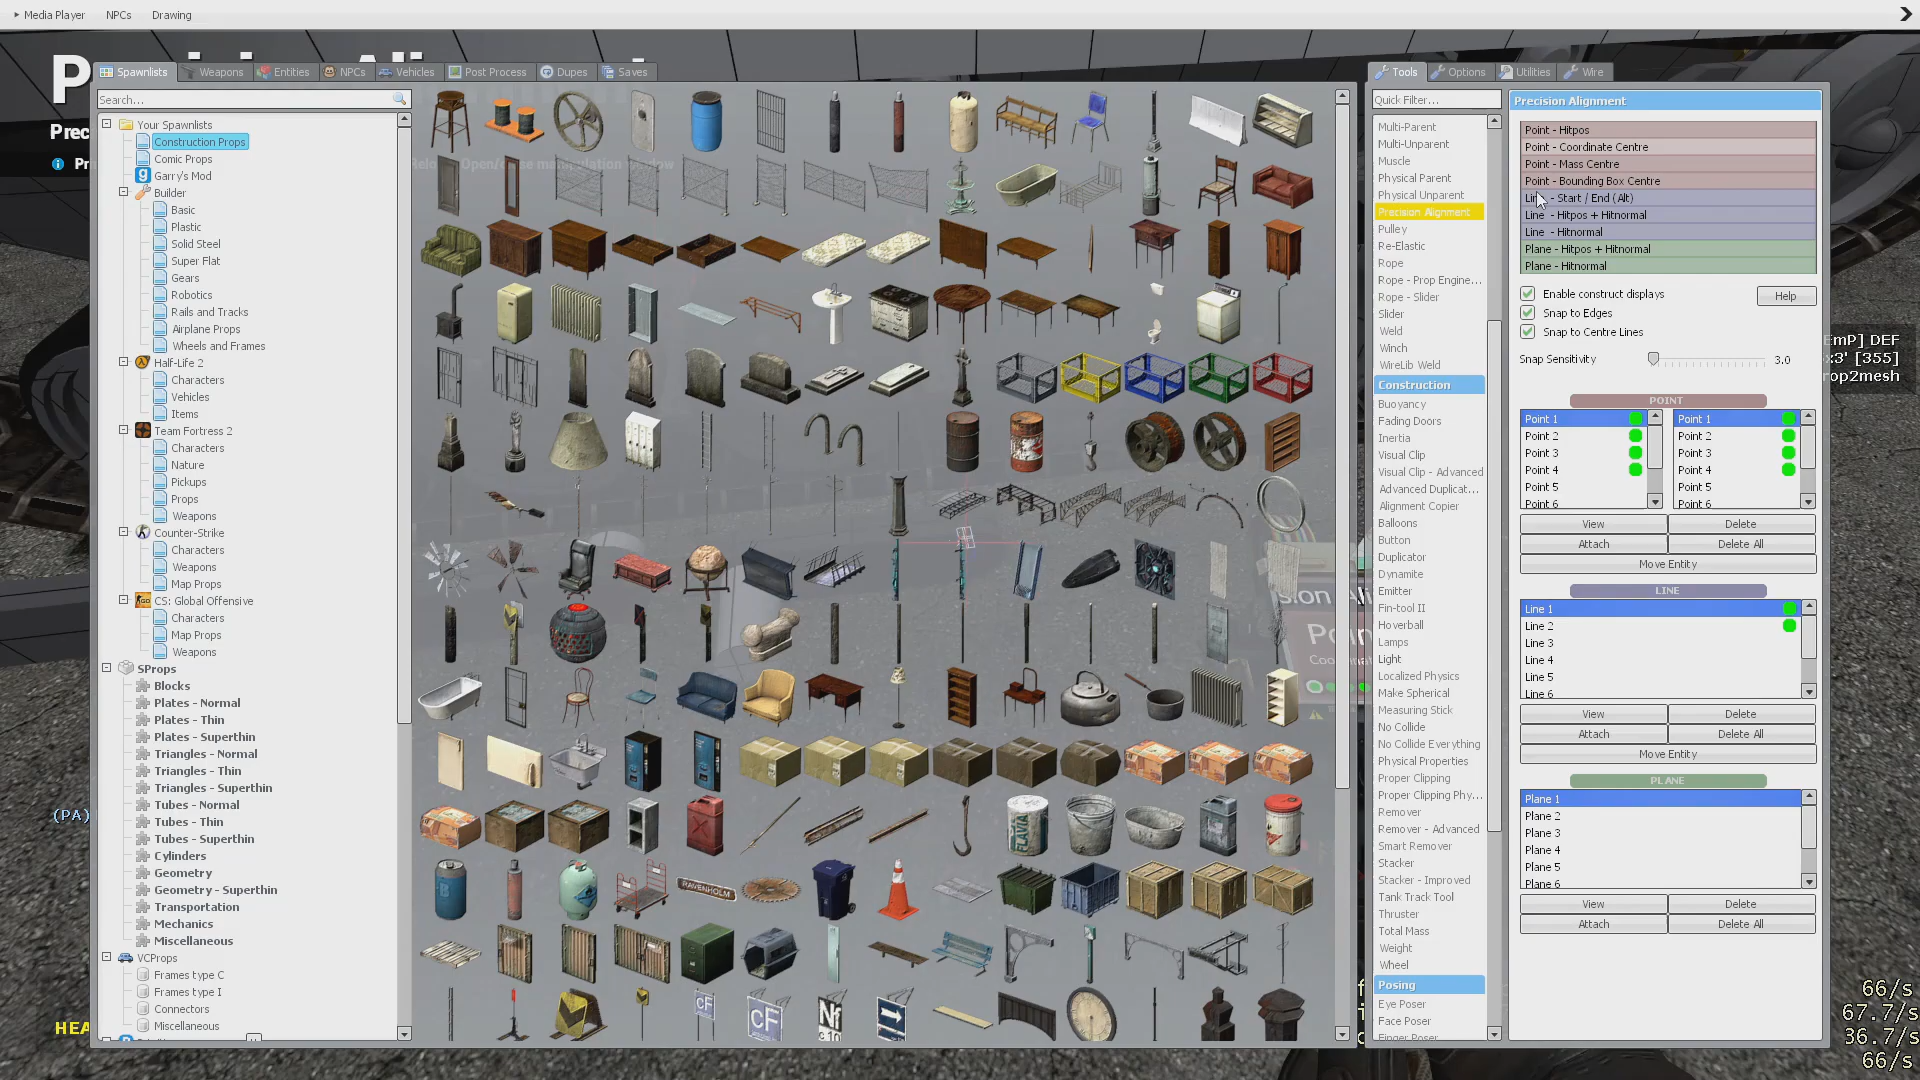 Media Player
NPCs
Drawing
Spawnlists
Weapons
Entities
NPCs
Vehicles
Post Process
Dupes
Saves
Search...
Your Spawnlists
Construction Props
Comic Props
Garry's Mod
Builder
Basic
Plastic
Solid Steel
Super Flat
Gears
Robotics
Rails and Tracks
Airplane Props
Wheels and Frames
Half-Life 2
Characters
Vehicles
Items
Team Fortress 2
Characters
Nature
Pickups
Props
Weapons
Counter-Strike
Characters
Weapons
Map Props
CS: Global Offensive
Characters
Map Props
Weapons
SProps
Blocks
Plates - Normal
Plates - Thin
Plates - Superthin
Triangles - Normal
Triangles - Thin
Triangles - Superthin
Tubes - Normal
Tubes - Thin
Tubes - Superthin
Cylinders
Geometry
Geometry - Superthin
Transportation
Mechanics
Miscellaneous
VCProps
Frames type C
Frames type I
Connectors
Miscellaneous
(PA)
HEA
RAVENHOLM
FLAVIA
CF
CF
Nf
Tools
Options
Utilities
Wire
Quick Filter...
Multi-Parent
Multi-Unparent
Muscle
Physical Parent
Physical Unparent
Precision Alignment
Pulley
Re-Elastic
Rope
Rope - Prop Engine...
Rope - Slider
Slider
Weld
Winch
WireLib Weld
Construction
Buoyancy
Fading Doors
Inertia
Visual Clip
Visual Clip - Advanced
Advanced Duplicat...
Alignment Copier
Balloons
Button
Duplicator
Dynamite
Emitter
Fin-tool II
Hoverball
Lamps
Light
Localized Physics
Make Spherical
Measuring Stick
No Collide
No Collide Everything
Physical Properties
Proper Clipping
Proper Clipping Phy...
Remover
Remover - Advanced
Smart Remover
Stacker
Stacker - Improved
Tank Track Tool
Thruster
Total Mass
Weight
Wheel
Posing
Eye Poser
Face Poser
Finger Poser
Precision Alignment
Point - Hitpos
Point - Coordinate Centre
Point - Mass Centre
Point - Bounding Box Centre
Line - Start / End (Alt)
Line - Hitpos + Hitnormal
Line - Hitnormal
Plane - Hitpos + Hitnormal
Plane - Hitnormal
Enable construct displays
Help
Snap to Edges
Snap to Centre Lines
Snap Sensitivity
3.0
POINT
Point 1
Point 2
Point 3
Point 4
Point 5
Point 6
Point 1
Point 2
Point 3
Point 4
Point 5
Point 6
View
Delete
Attach
Delete All
Move Entity
LINE
Line 1
Line 2
Line 3
Line 4
Line 5
Line 6
View
Delete
Attach
Delete All
Move Entity
PLANE
Plane 1
Plane 2
Plane 3
Plane 4
Plane 5
Plane 6
View
Delete
Attach
Delete All
EmP] DEF
x3' [355]
rop2mesh
66/s
67.7/s
36.7/s
66/s